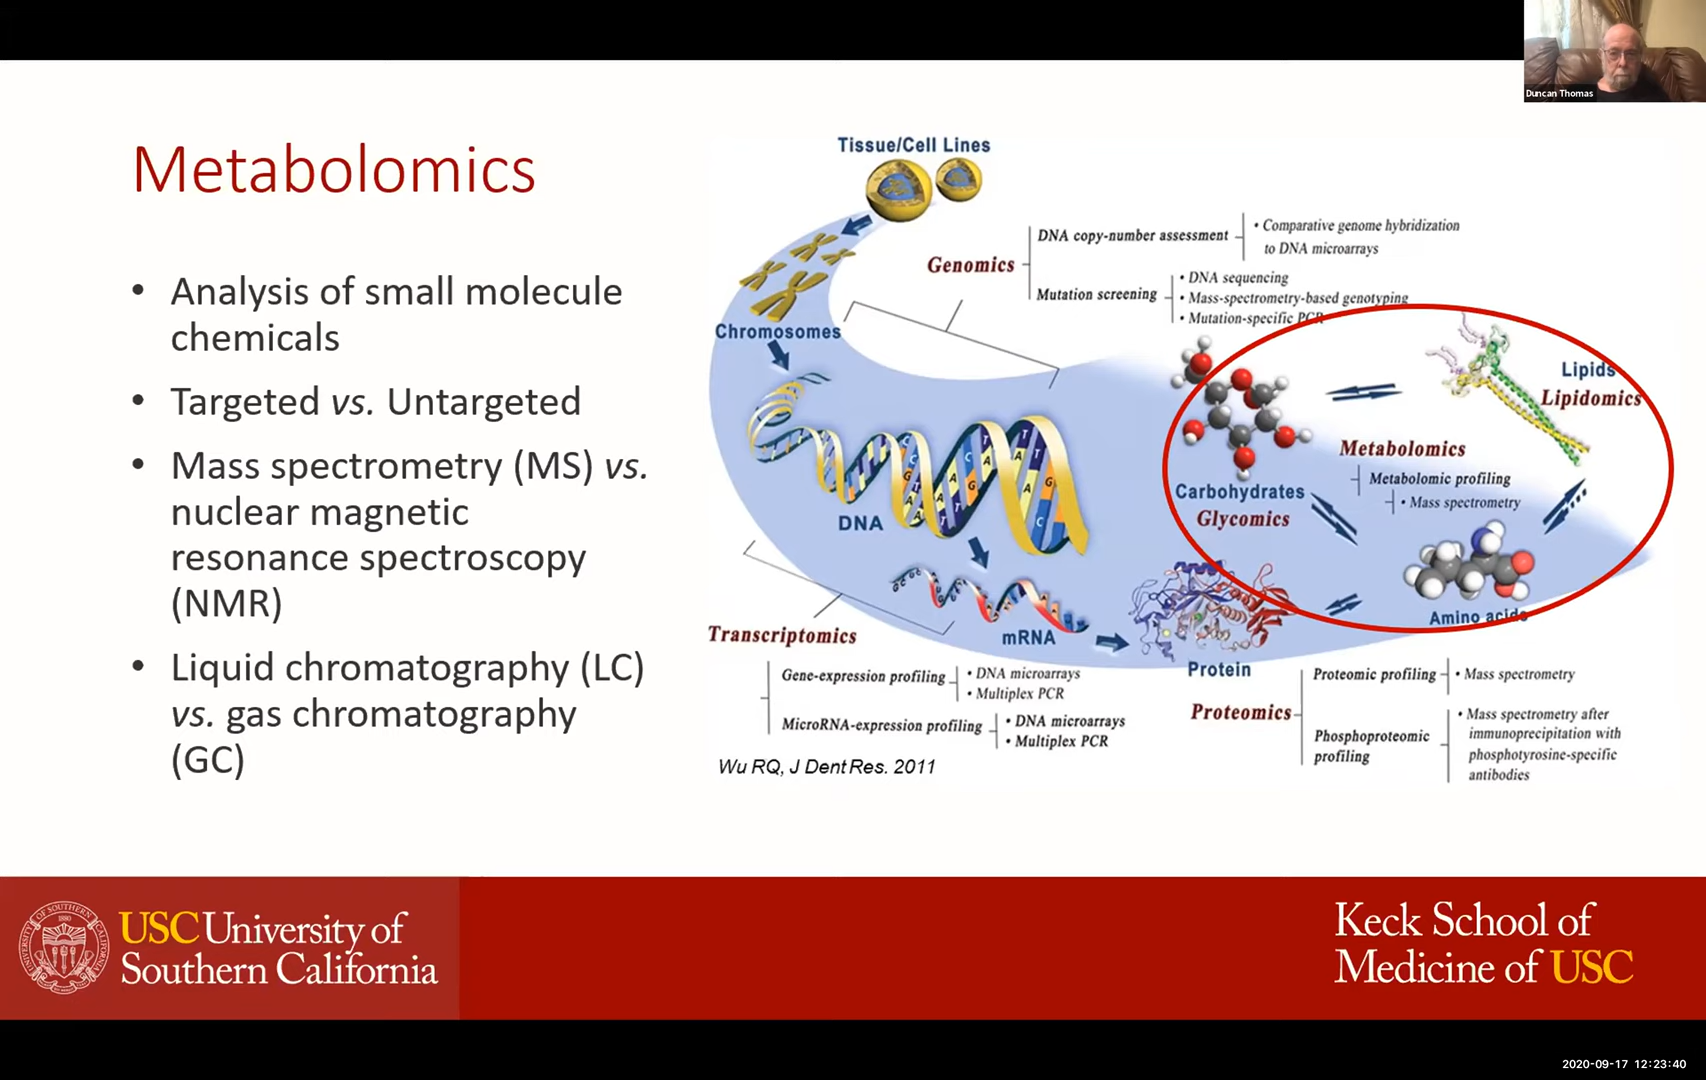 Duncan Thomas
Metabolomics
• Analysis of small molecule
chemicals
• Targeted vs. Untargeted
• Mass spectrometry (MS) vs.
nuclear magnetic
resonance spectroscopy
(NMR)
• Liquid chromatography (LC)
vs. gas chromatography
(GC)
Tissue/Cell Lines
Chromosomes
DNA
mRNA
Protein
Genomics
DNA copy-number assessment
• Comparative genome hybridization
to DNA microarrays
Mutation screening
• DNA sequencing
• Mass-spectrometry-based genotyping
• Mutation-specific PCR
Lipids
Lipidomics
Metabolomics
Metabolomic profiling
• Mass spectrometry
Carbohydrates
Glycomics
Amino acids
Transcriptomics
Gene-expression profiling
• DNA microarrays
• Multiplex PCR
MicroRNA-expression profiling
• DNA microarrays
• Multiplex PCR
Proteomics
Proteomic profiling
• Mass spectrometry
Phosphoproteomic
profiling
• Mass spectrometry after
immunoprecipitation with
phosphotyrosine-specific
antibodies
Wu RQ, J Dent Res. 2011
USC University of
Southern California
Keck School of
Medicine of USC
2020-09-17 12:23:40